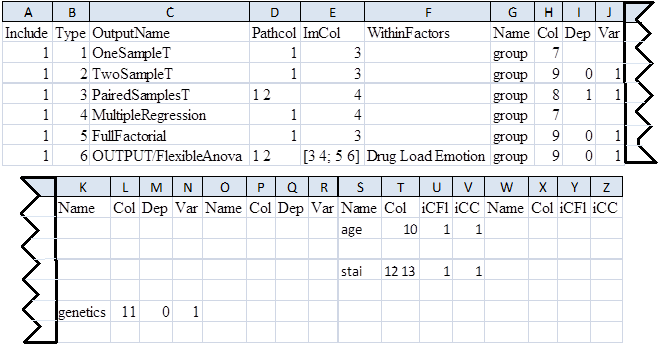 A B C D E F G H I J
Include Type OutputName Pathcol ImCol WithinFactors Name Col Dep Var
1 1 OneSampleT 1 3 group 7
1 2 TwoSampleT 1 3 group 9 0 1
1 3 PairedSamplesT 1 2 4 group 8 1 1
1 4 MultipleRegression 1 4 group 7
1 5 FullFactorial 1 3 group 9 0 1
1 6 OUTPUT/FlexibleAnova 1 2 [3 4; 5 6] Drug Load Emotion group 9 0 1
K L M N O P Q R S T U V W X Y Z
Name Col Dep Var Name Col Dep Var Name Col iCFl iCC Name Col iCFl iCC
age 10 1 1
stai 12 13 1 1
genetics 11 0 1